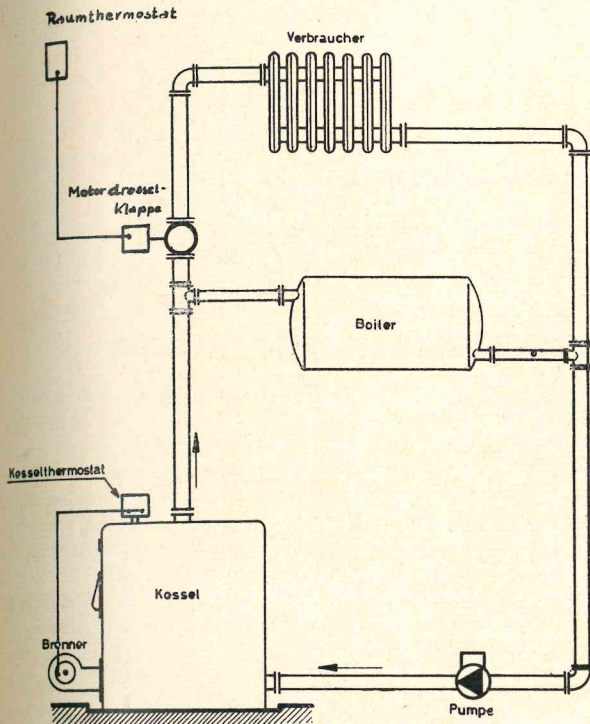 Raumthermostat
Verbraucher
Motordrossel-
Klappe
Boiler
Kesselthermostat
Kessel
Brenner
Pumpe